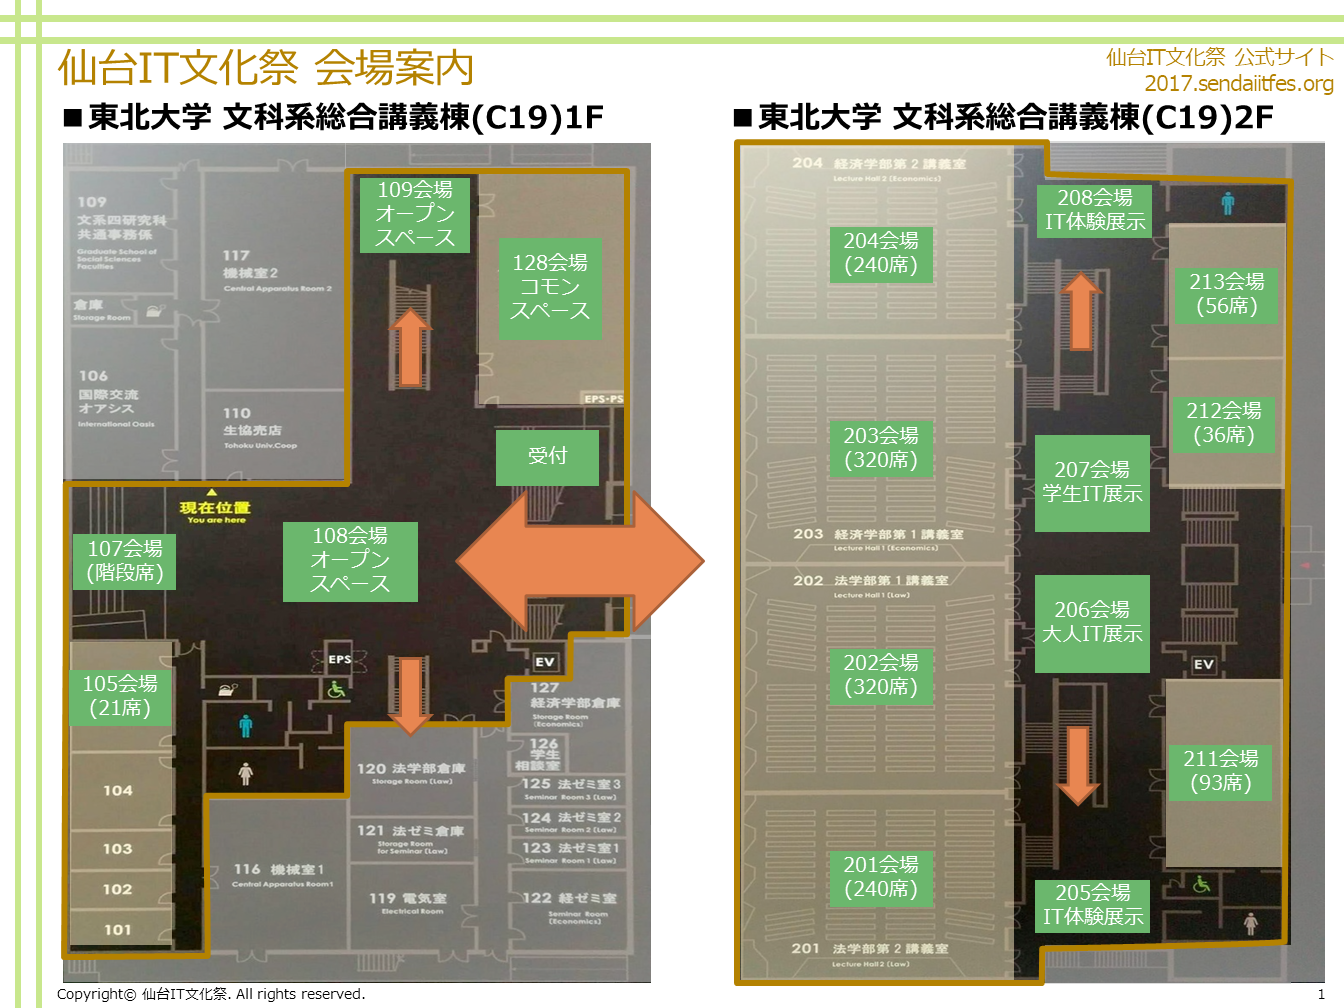 仙台IT文化祭 会場案内
仙台IT文化祭 公式サイト
2017.sendaiitfes.org
■東北大学 文科系総合講義棟(C19)1F
109
文系四研究科
共通事務係
Graduate School of
Social Sciences
Faculties
倉庫
Storage Room
106
国際交流
オアシス
International Oasis
117
機械室2
Central Apparatus Room 2
110
生協売店
Tohoku Univ.Coop
109会場
オープン
スペース
128会場
コモン
スペース
EPS・PS
受付
現在位置
You are here
107会場
(階段席)
108会場
オープン
スペース
EPS
EV
105会場
(21席)
104
103
102
101
127
経済学部倉庫
Storage Room
(Economics)
126
学生
相談室
120 法学部倉庫
Storage Room (Law)
125 法ゼミ室3
Seminar Room 3 (Law)
124 法ゼミ室2
Seminar Room 2 (Law)
121 法ゼミ倉庫
Storage Room
for Seminar (Law)
123 法ゼミ室1
Seminar Room 1 (Law)
116 機械室1
Central Apparatus Room1
119 電気室
Electrical Room
122 経ゼミ室
Seminar Room
(Economics)
■東北大学 文科系総合講義棟(C19)2F
204 経済学部第2講義室
Lecture Hall 2 (Economics)
204会場
(240席)
208会場
IT体験展示
213会場
(56席)
203会場
(320席)
212会場
(36席)
207会場
学生IT展示
203 経済学部第1講義室
Lecture Hall 1 (Economics)
202 法学部第1講義室
Lecture Hall 1 (Law)
206会場
大人IT展示
202会場
(320席)
EV
211会場
(93席)
201会場
(240席)
205会場
IT体験展示
201 法学部第2講義室
Lecture Hall 2 (Law)
Copyright© 仙台IT文化祭. All rights reserved.
1